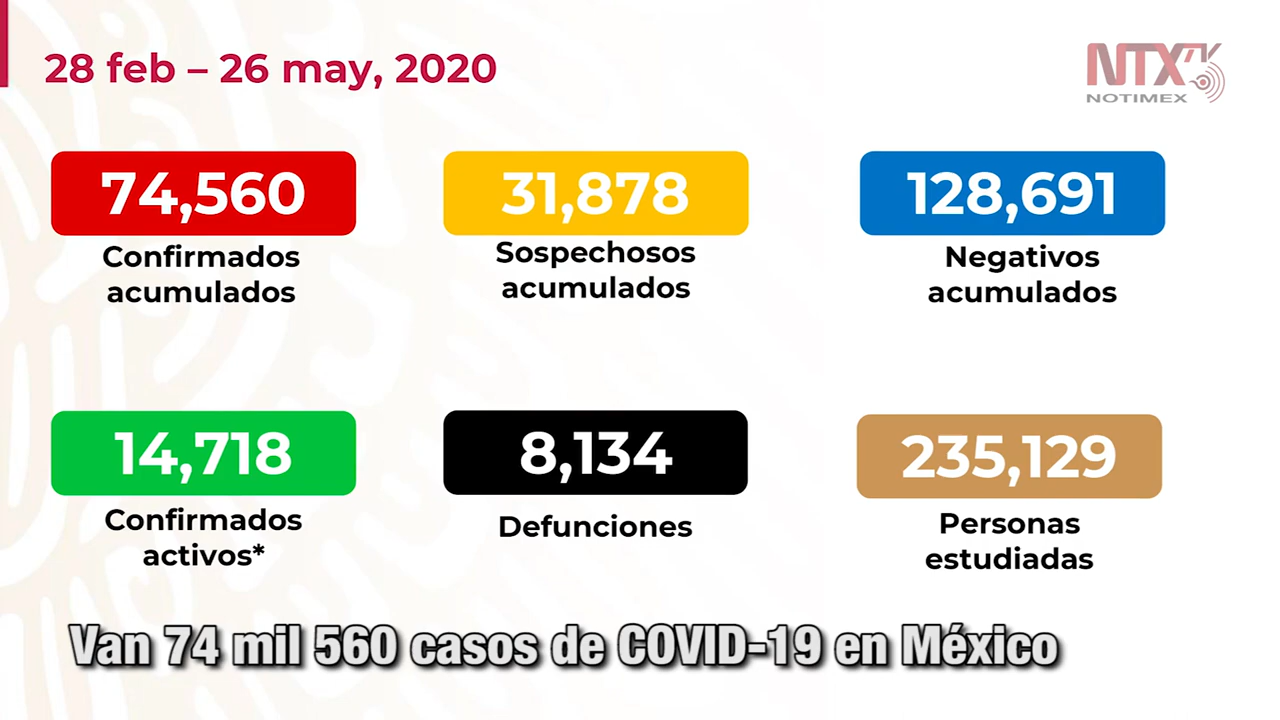 28 feb – 26 may, 2020
NTX
NOTIMEX
74,560
Confirmados
acumulados
31,878
Sospechosos
acumulados
128,691
Negativos
acumulados
14,718
Confirmados
activos*
8,134
Defunciones
235,129
Personas
estudiadas
Van 74 mil 560 casos de COVID-19 en México